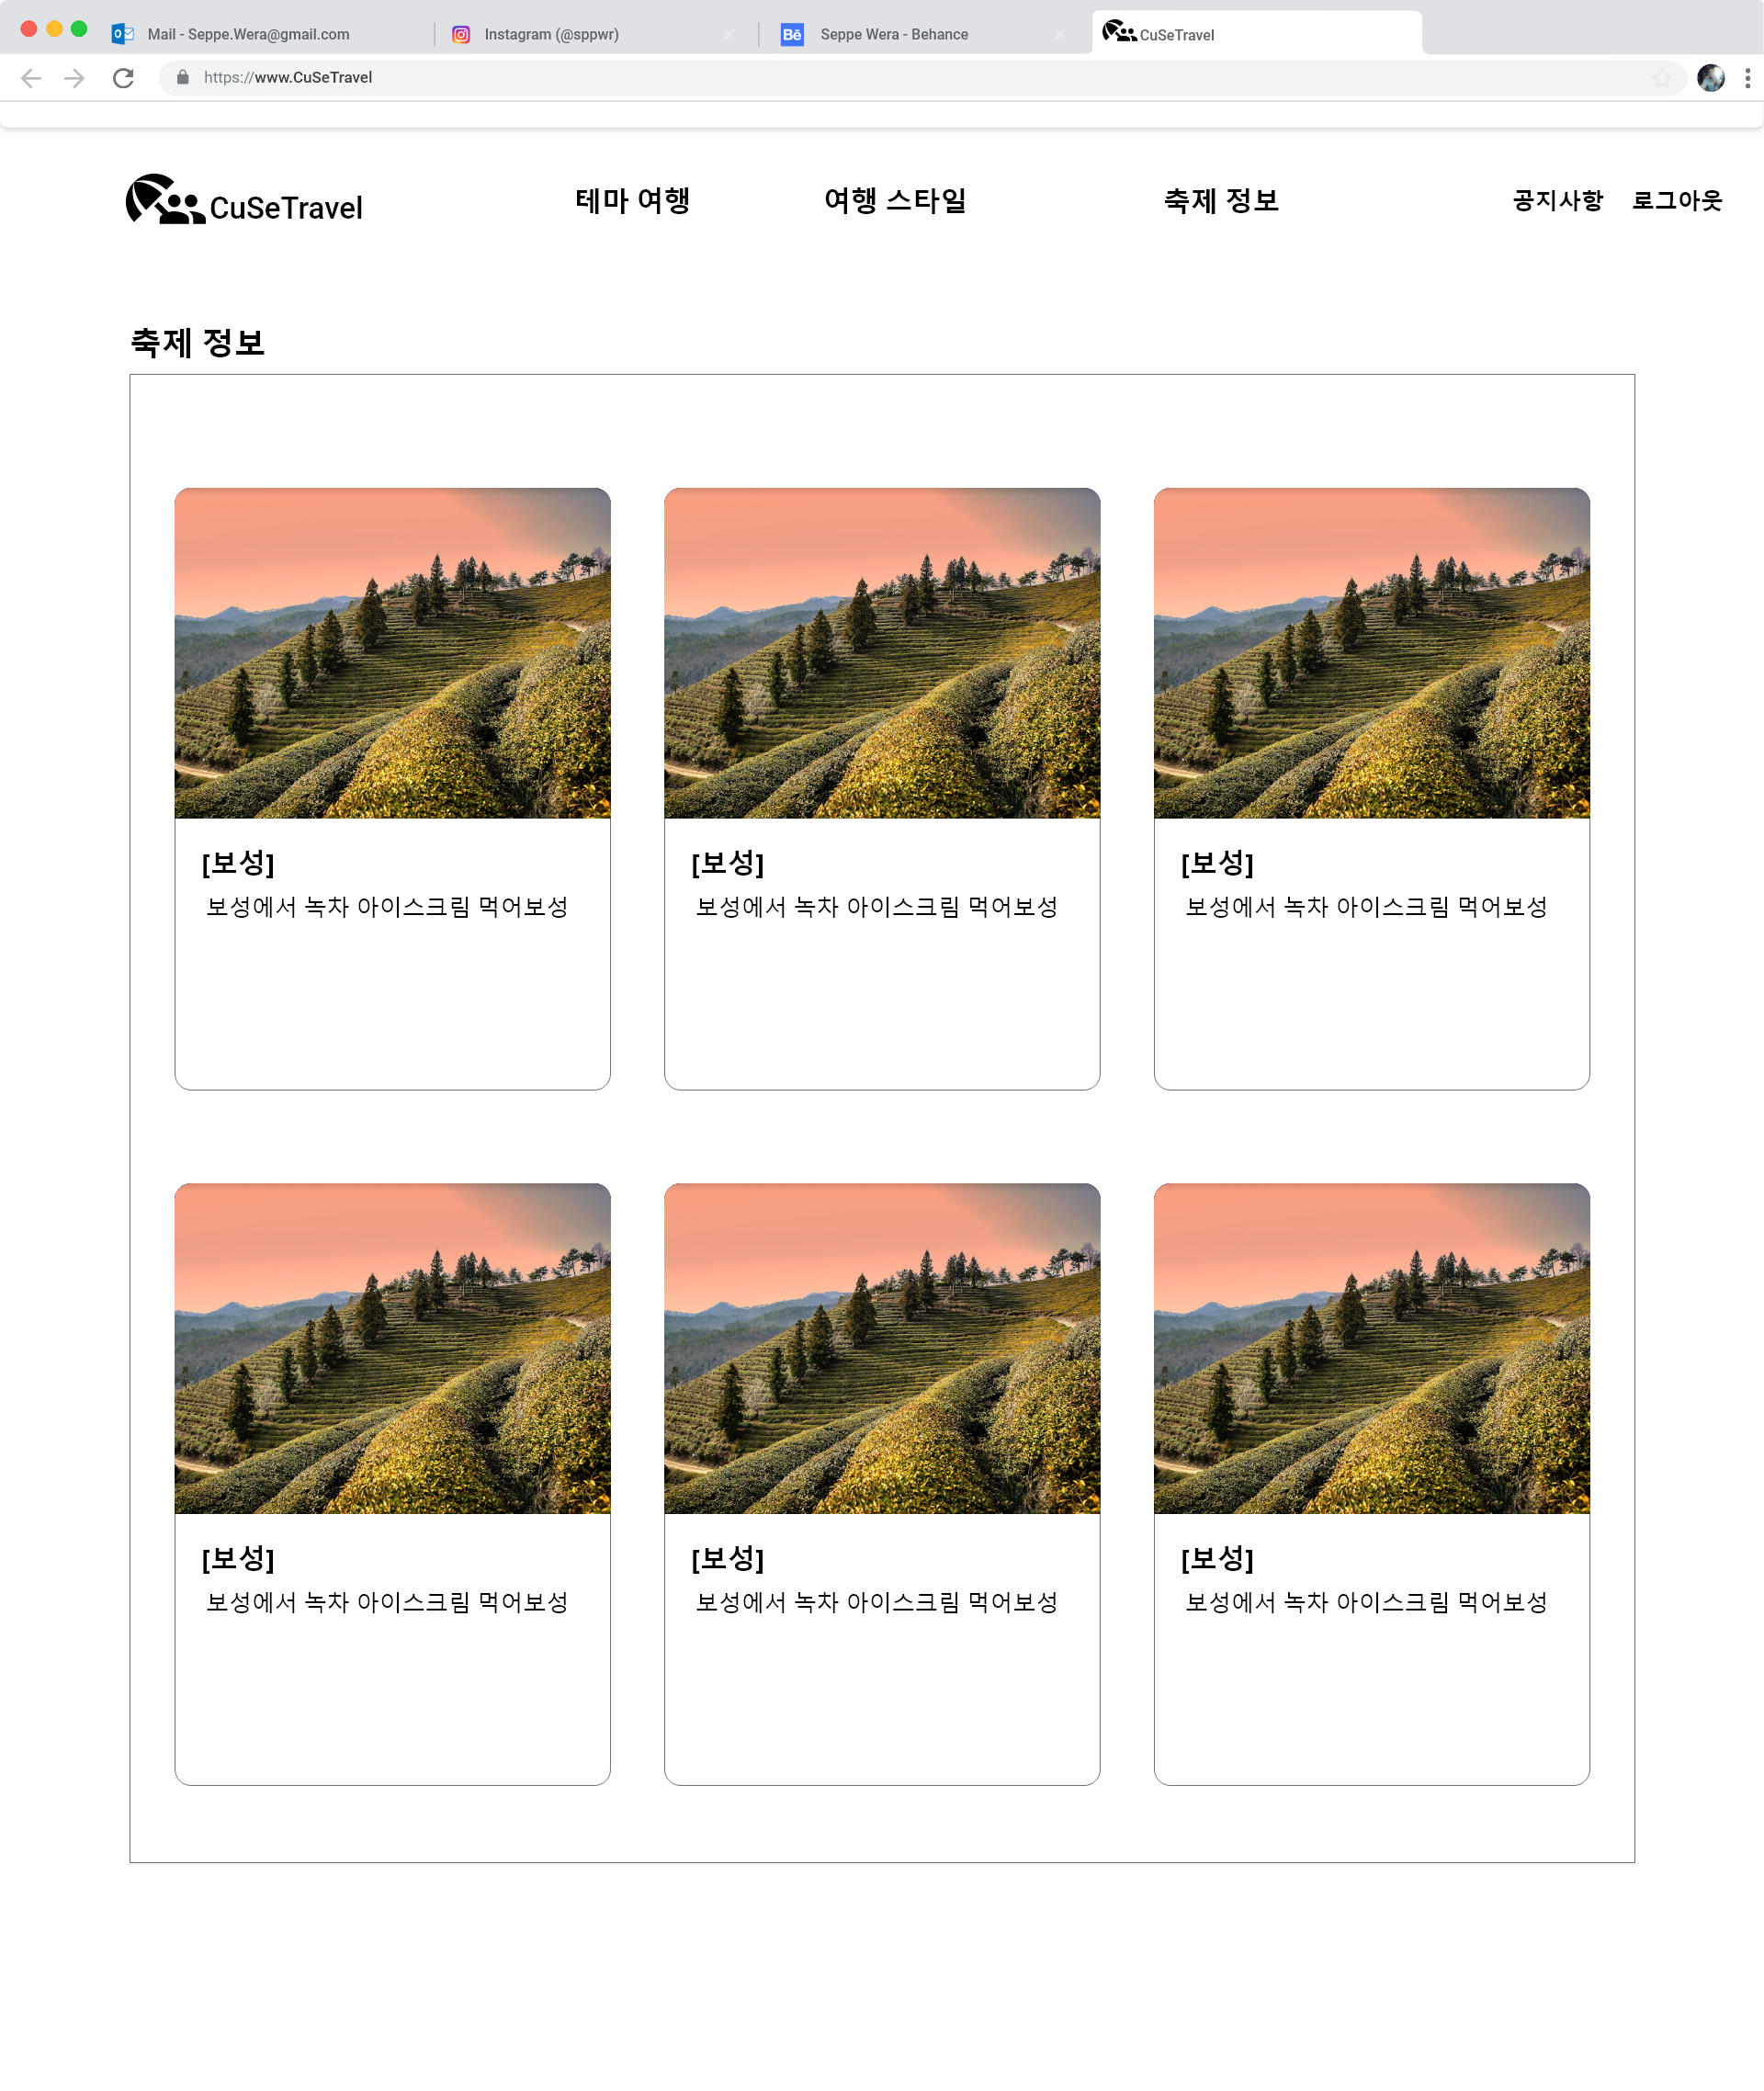 Mail - Seppe.Wera@gmail.com
Instagram (@sppwr)
Seppe Wera - Behance
CuSeTravel
https://www.CuSeTravel
CuSeTravel
테마 여행
여행 스타일
축제 정보
공지사항
로그아웃
축제 정보
[보성]
보성에서 녹차 아이스크림 먹어보성
[보성]
보성에서 녹차 아이스크림 먹어보성
[보성]
보성에서 녹차 아이스크림 먹어보성
[보성]
보성에서 녹차 아이스크림 먹어보성
[보성]
보성에서 녹차 아이스크림 먹어보성
[보성]
보성에서 녹차 아이스크림 먹어보성